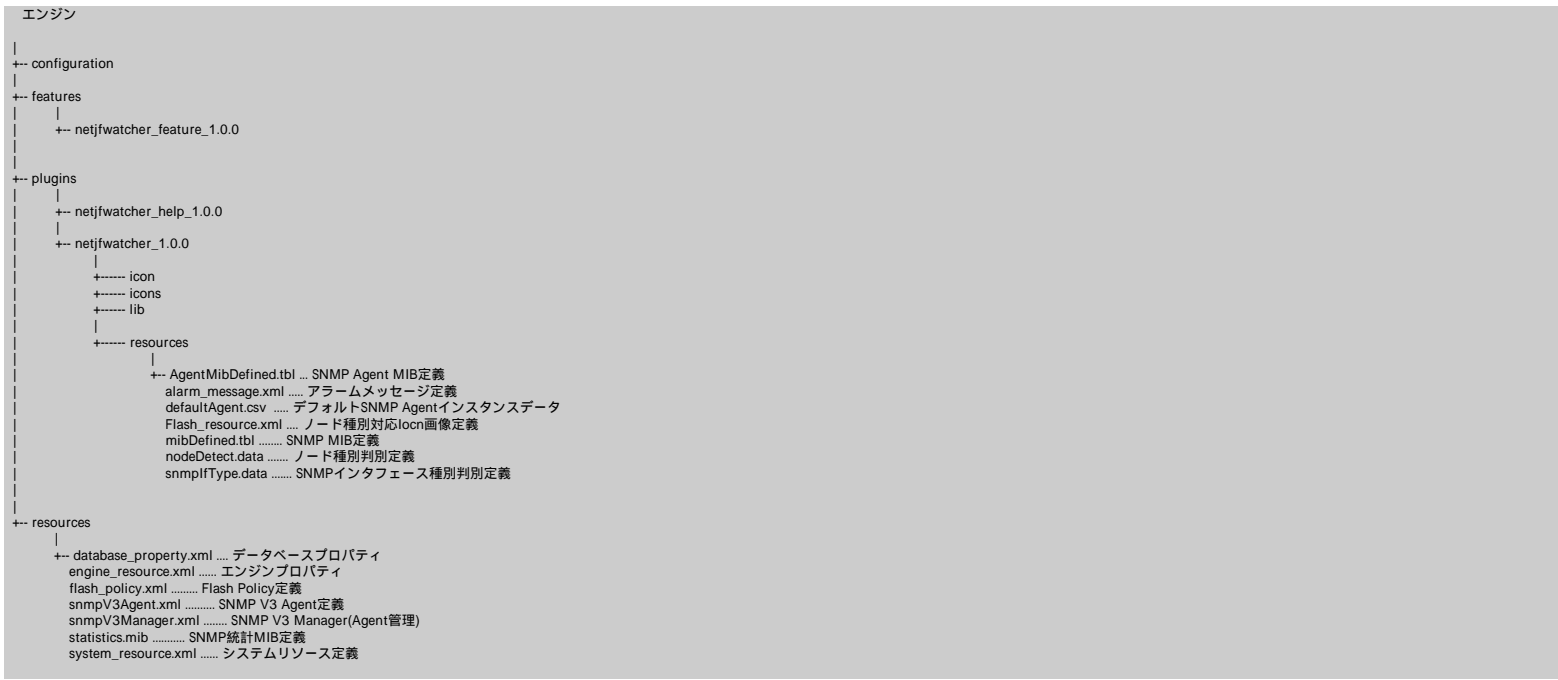 エンジン
|
+-- configuration
|
+-- features
|　　|
|　　+-- netjfwatcher_feature_1.0.0
|
|
+-- plugins
|　　|
|　　+-- netjfwatcher_help_1.0.0
|　　|
|　　+-- netjfwatcher_1.0.0
|　　　　|
|　　　　+------ icon
|　　　　+------ icons
|　　　　+------ lib
|　　　　|
|　　　　+------ resources
|　　　　　　　|
|　　　　　　　+-- AgentMibDefined.tbl ... SNMP Agent MIB定義
|　　　　　　　alarm_message.xml ..... アラームメッセージ定義
|　　　　　　　defaultAgent.csv ..... デフォルトSNMP Agentインスタンスデータ
|　　　　　　　Flash_resource.xml .... ノード種別対応Iocn画像定義
|　　　　　　　mibDefined.tbl ........ SNMP MIB定義
|　　　　　　　nodeDetect.data ....... ノード種別判別定義
|　　　　　　　snmpIfType.data ....... SNMPインタフェース種別判別定義
|
|
+-- resources
　　|
　　+-- database_property.xml .... データベースプロパティ
　　engine_resource.xml ...... エンジンプロパティ
　　flash_policy.xml ......... Flash Policy定義
　　snmpV3Agent.xml .......... SNMP V3 Agent定義
　　snmpV3Manager.xml ........ SNMP V3 Manager(Agent管理)
　　statistics.mib ........... SNMP統計MIB定義
　　system_resource.xml ...... システムリソース定義